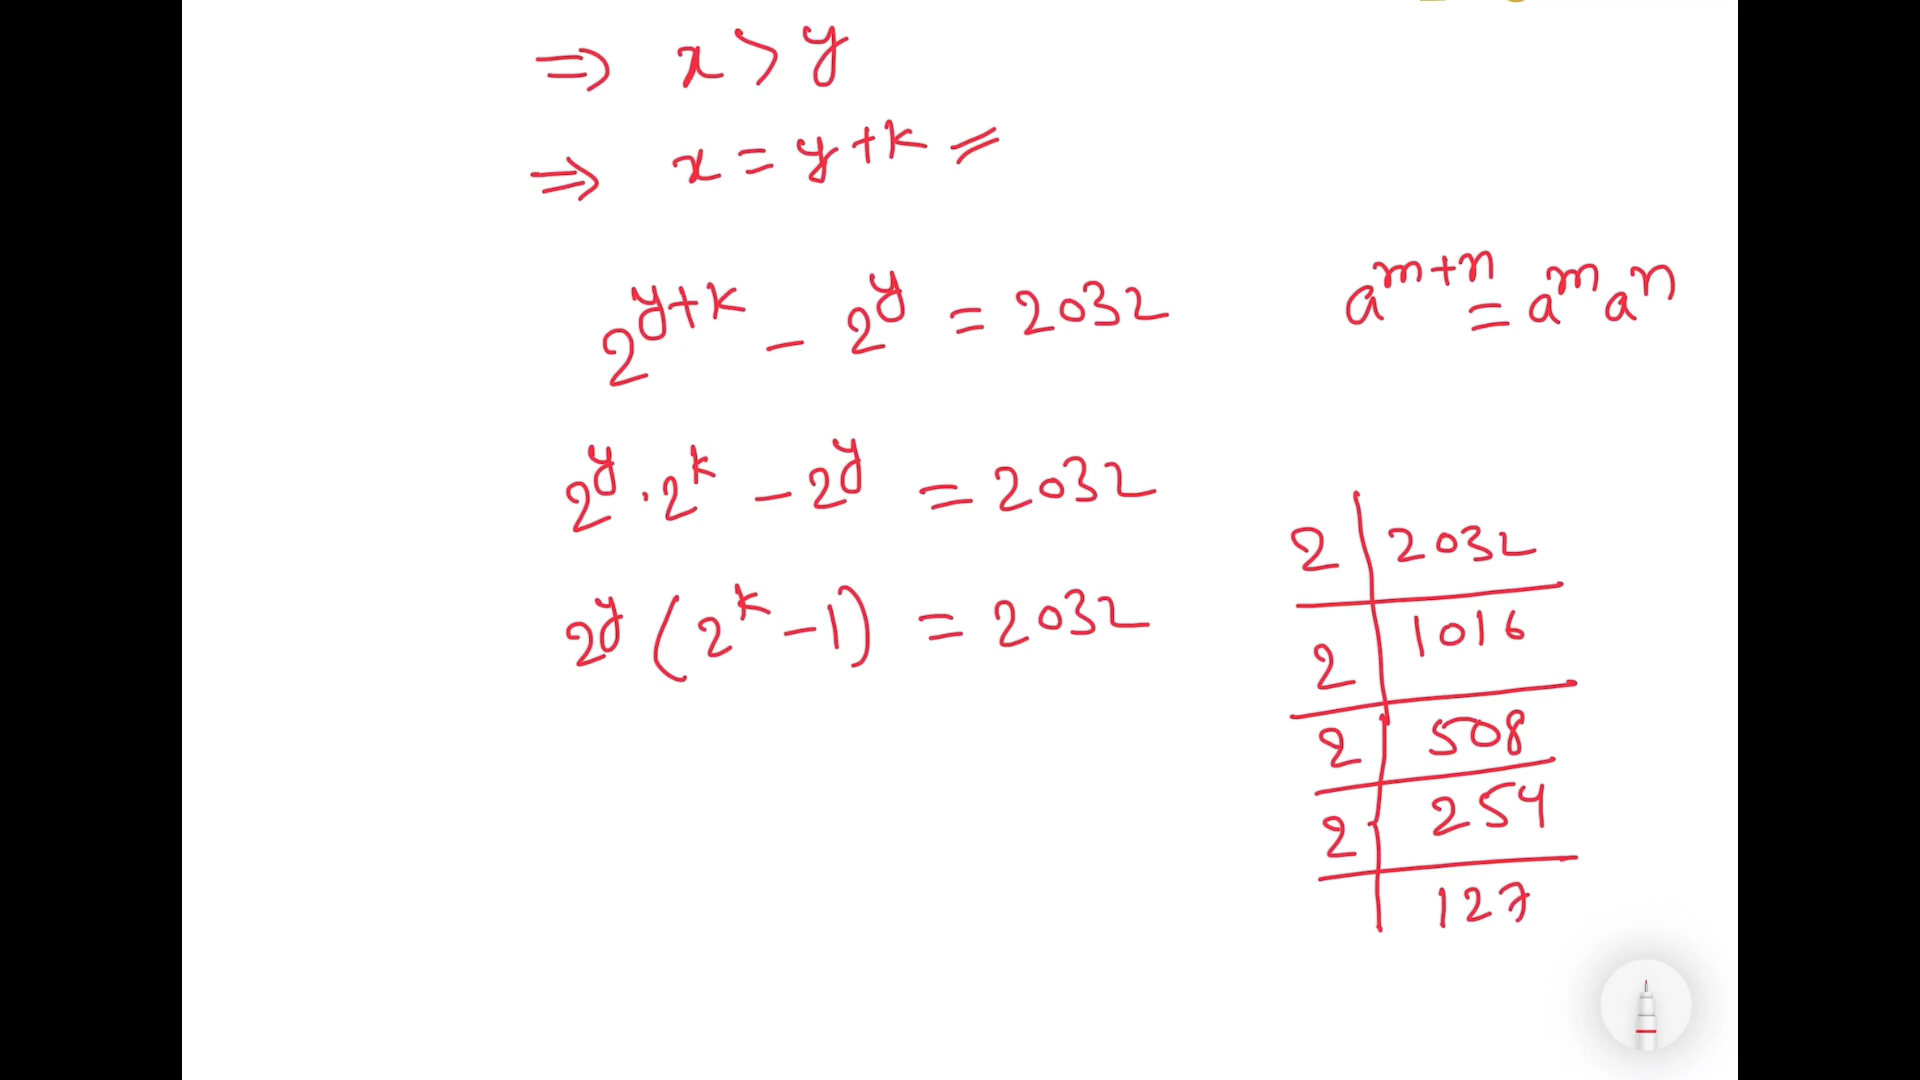 ⇒ x > y
⇒ x = y + k =
2^{y+k} - 2^y = 2032
a^{m+n} = a^m a^n
2^y · 2^k - 2^y = 2032
2^y (2^k - 1) = 2032
2 | 2032
2 | 1016
2 | 508
2 | 254
| 127